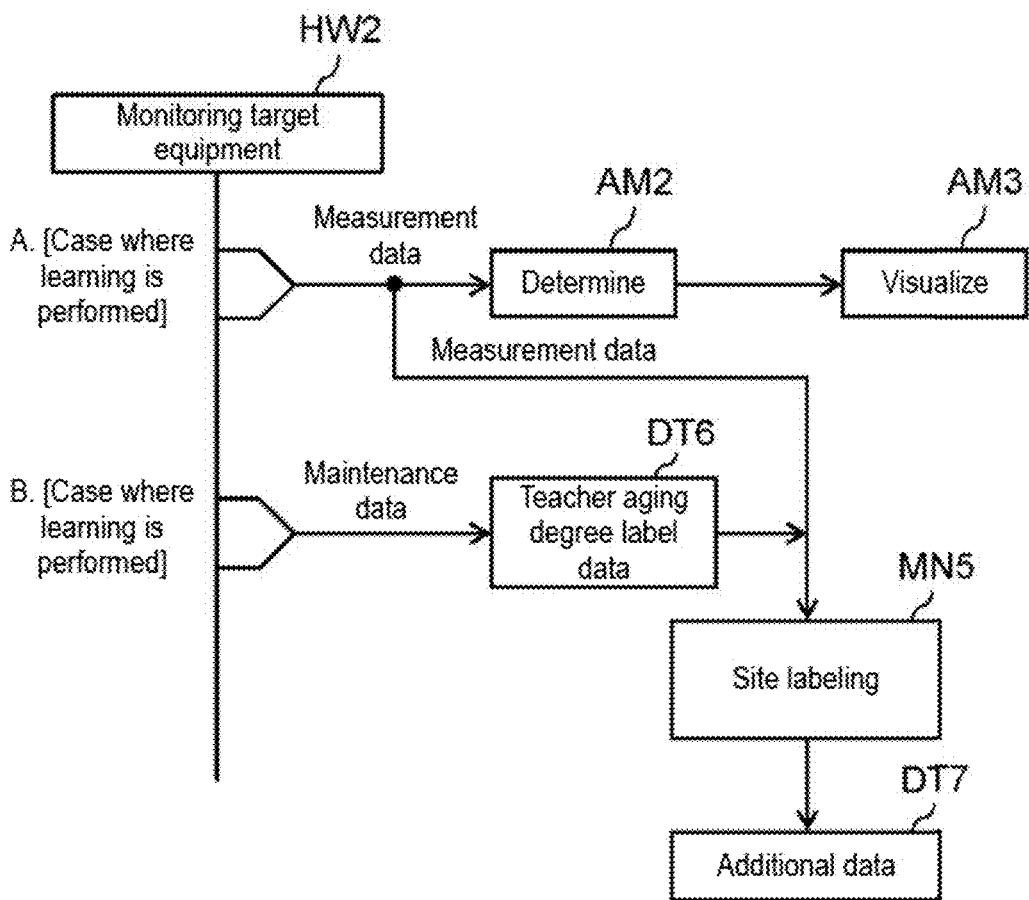 HW2
Monitoring target
equipment
AM2
AM3
Measurement
data
A. [Case where
learning is
performed]
Determine
Visualize
Measurement data
DT6
Maintenance
data
B. [Case where
learning is
performed]
Teacher aging
degree label
data
MN5
Site labeling
DT7
Additional data